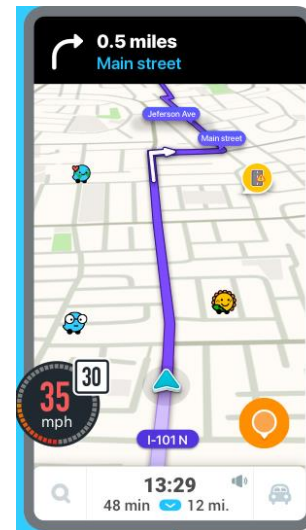 0.5 miles
Main street
Jeferson Ave
Main street
30
35
mph
I-101 N
13:29
48 min 12 mi.